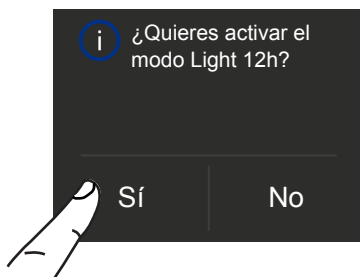 i
¿Quieres activar el
modo Light 12h?
Sí
No